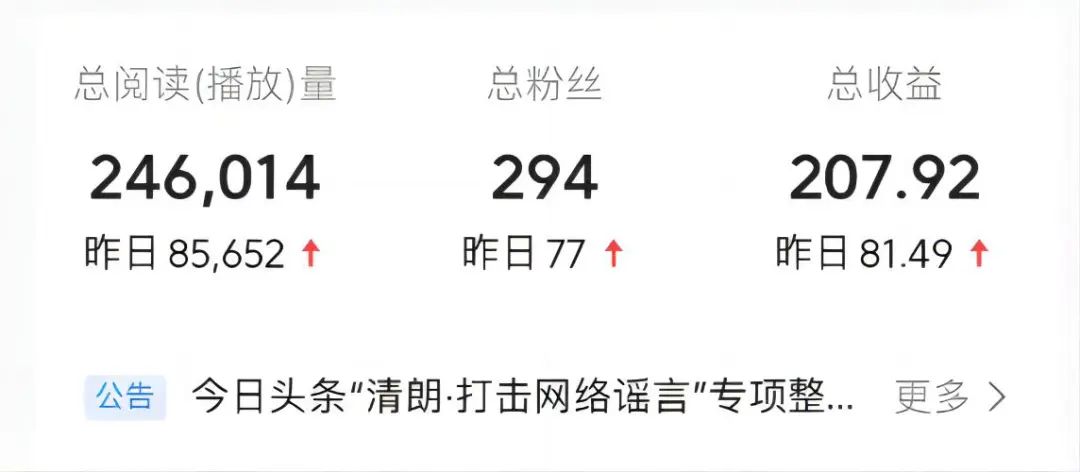 总阅读(播放)量 总粉丝 总收益
246,014 294 207.92
昨日 85,652 ↑ 昨日 77 ↑ 昨日 81.49 ↑
公告 今日头条“清朗·打击网络谣言”专项整... 更多 >